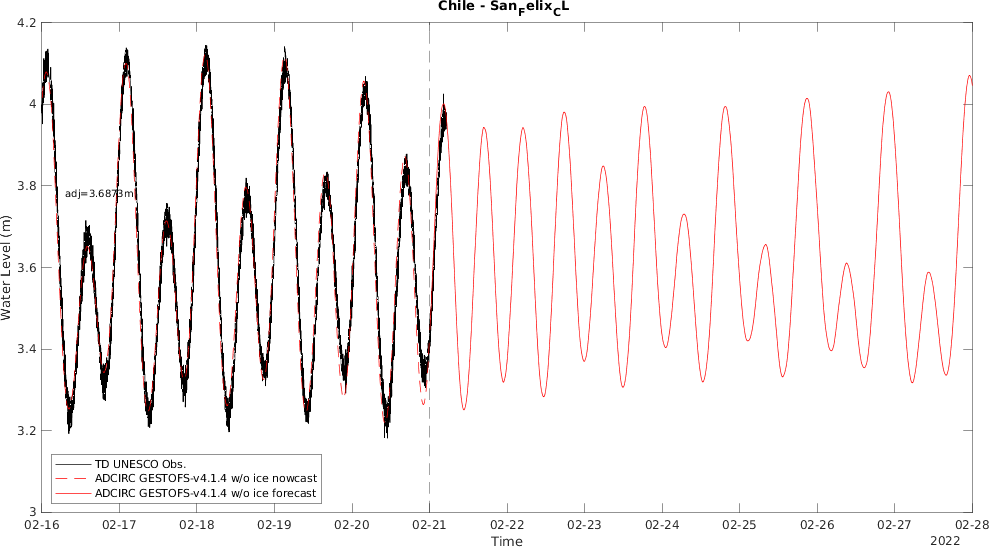 Chile - San_Felix_CL
4.2
4
3.8
3.6
3.4
3.2
3
Water Level (m)
adj=3.6873m
TD UNESCO Obs.
ADCIRC GESTOFS-v4.1.4 w/o ice nowcast
ADCIRC GESTOFS-v4.1.4 w/o ice forecast
02-16 02-17 02-18 02-19 02-20 02-21 02-22 02-23 02-24 02-25 02-26 02-27 02-28
Time
2022